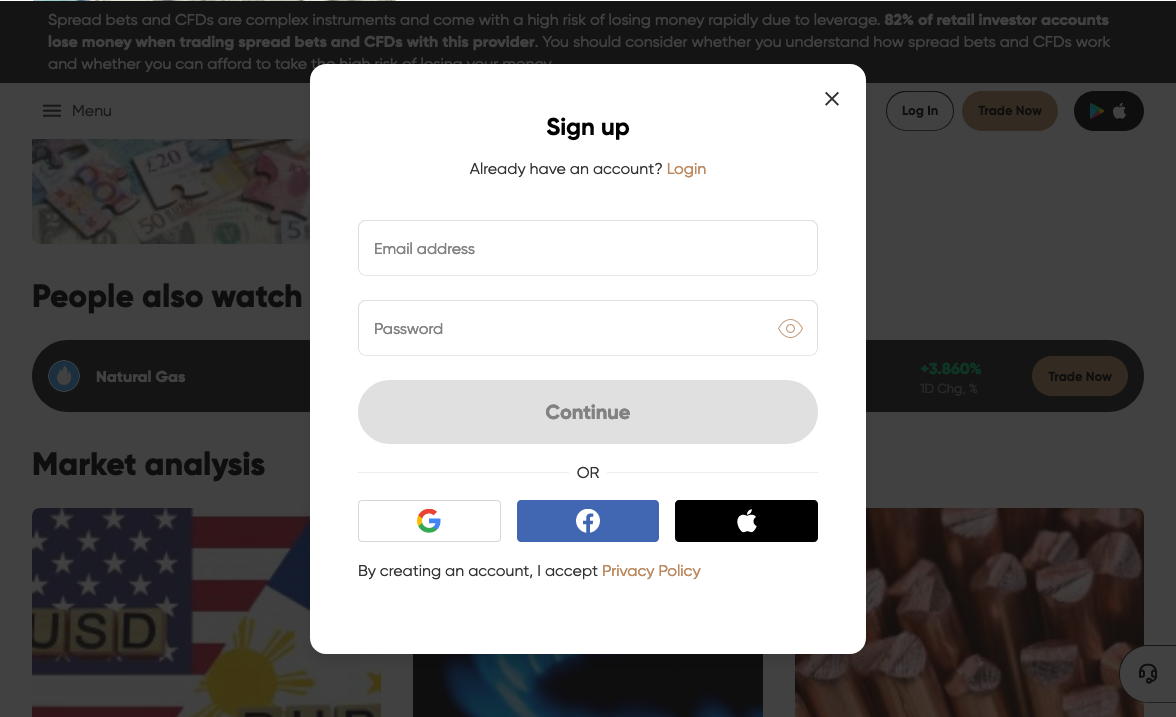 Spread bets and CFDs are complex instruments and come with a high risk of losing money rapidly due to leverage. 82% of retail investor accounts
lose money when trading spread bets and CFDs with this provider. You should consider whether you understand how spread bets and CFDs work
and whether you can afford to take the high risk of losing your money.
Menu
Log In
Trade Now
Sign up
Already have an account? Login
£20
50
5
Email address
People also watch
Password
Natural Gas
+3.860%
1D Chg, %
Trade Now
Continue
Market analysis
OR
By creating an account, I accept Privacy Policy
USD
PHP